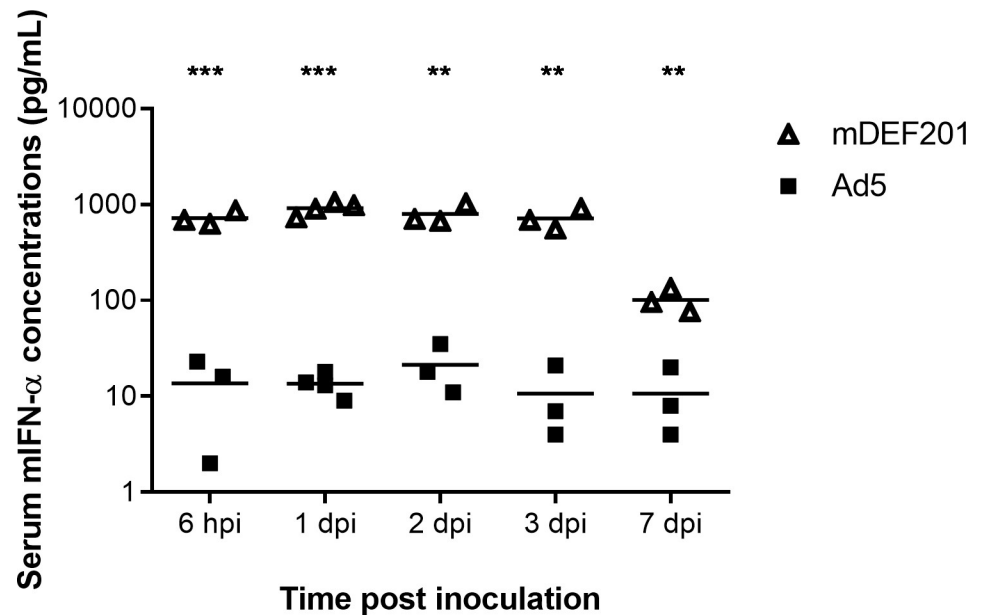 Serum mIFN-α concentrations (pg/mL)
*** *** ** ** **
10000
1000
100
10
1
6 hpi 1 dpi 2 dpi 3 dpi 7 dpi
Time post inoculation
mDEF201
Ad5